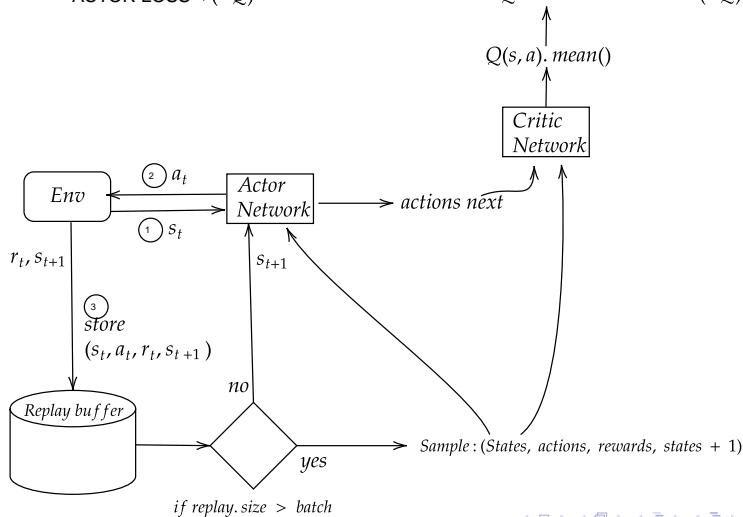 Q(s, a). mean()
Critic
Network
2 a_t
Env
Actor
Network
actions next
1 s_t
r_t, s_{t+1}
s_{t+1}
3
store
(s_t, a_t, r_t, s_{t+1})
no
Replay buffer
yes
Sample : (States, actions, rewards, states + 1)
if replay. size > batch